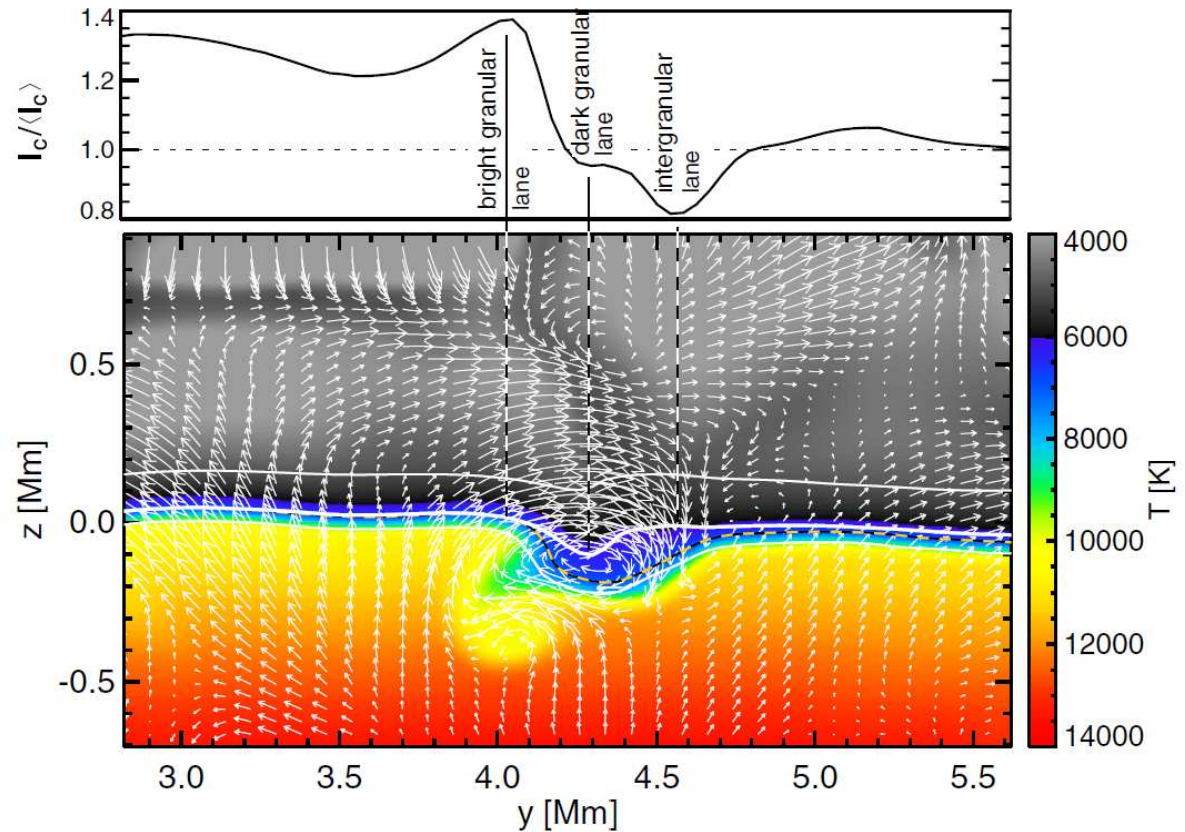 1.4
1.2
1.0
0.8
I_c/⟨I_c⟩
bright granular
lane
dark granular
lane
intergranular
lane
0.5
0.0
-0.5
z [Mm]
3.0 3.5 4.0 4.5 5.0 5.5
y [Mm]
4000
6000
8000
10000
12000
14000
T [K]